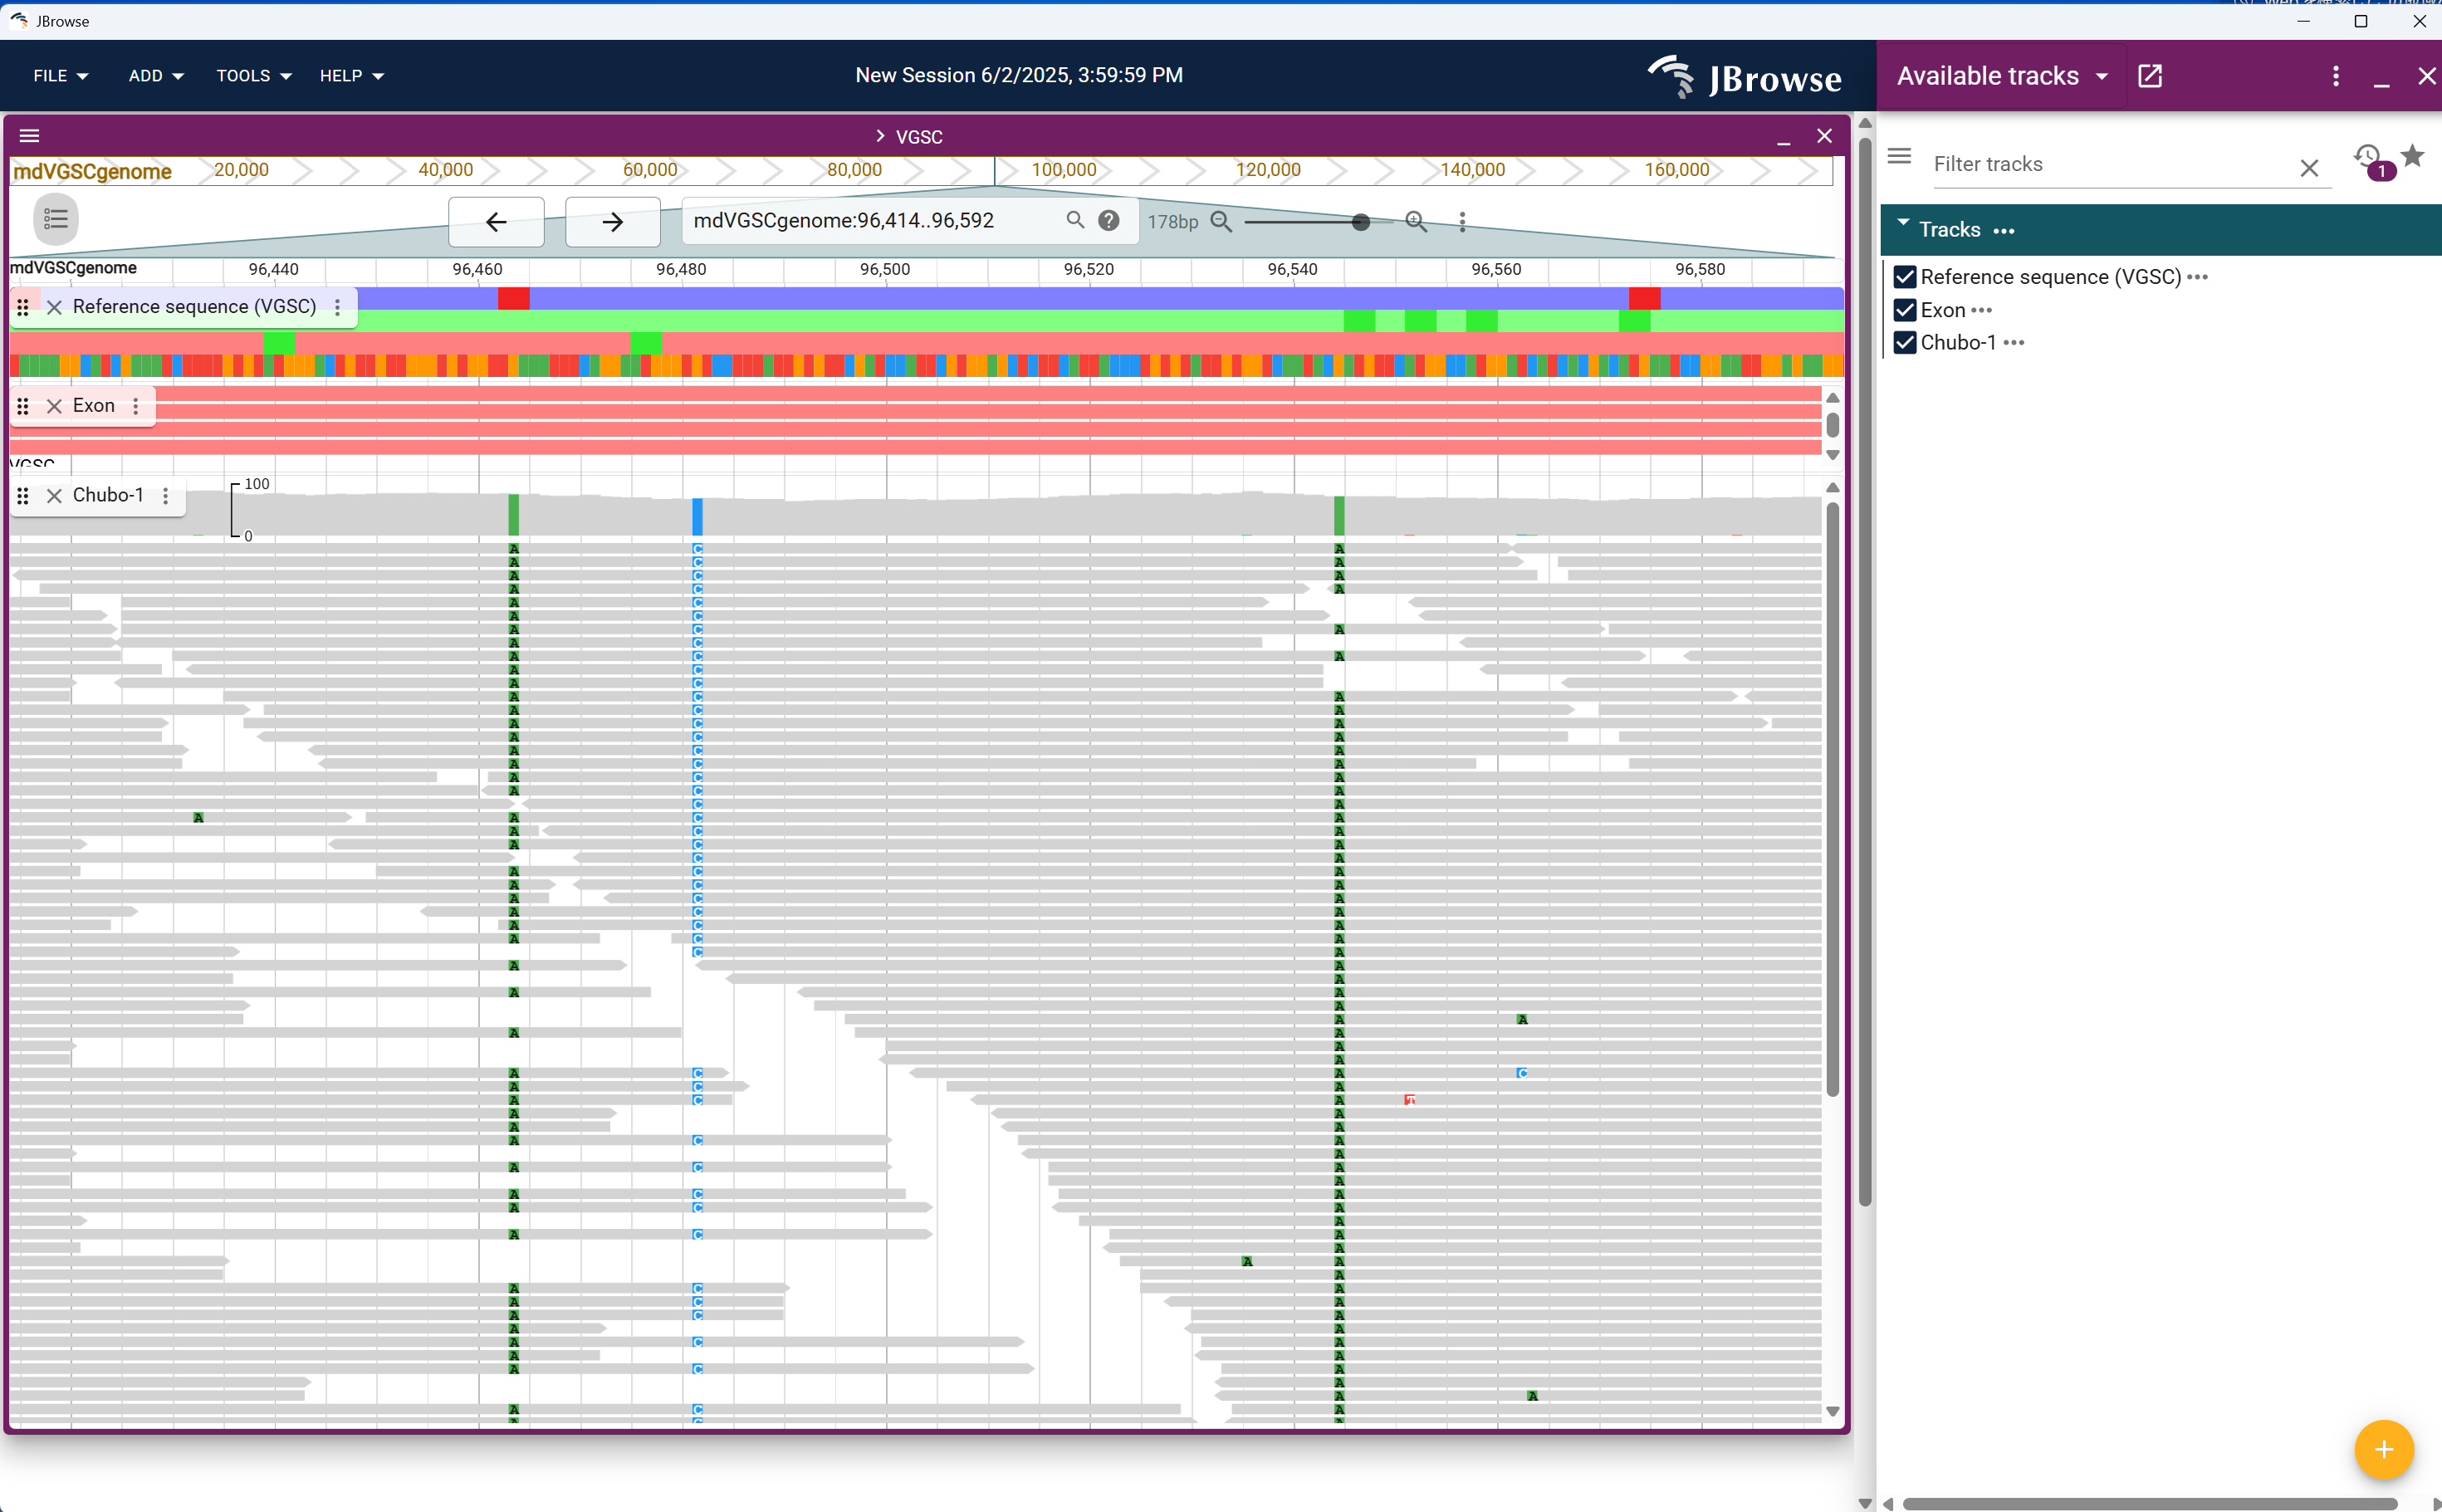 JBrowse
FILE ADD TOOLS HELP New Session 6/2/2025, 3:59:59 PM JBrowse Available tracks
VGSC
mdVGSCgenome 20,000 40,000 60,000 80,000 100,000 120,000 140,000 160,000
mdVGSCgenome:96,414..96,592 178bp
mdVGSCgenome 96,440 96,460 96,480 96,500 96,520 96,540 96,560 96,580
Reference sequence (VGSC)
Exon
VGSC
Chubo-1
100
0
Filter tracks
1
Tracks
Reference sequence (VGSC)
Exon
Chubo-1